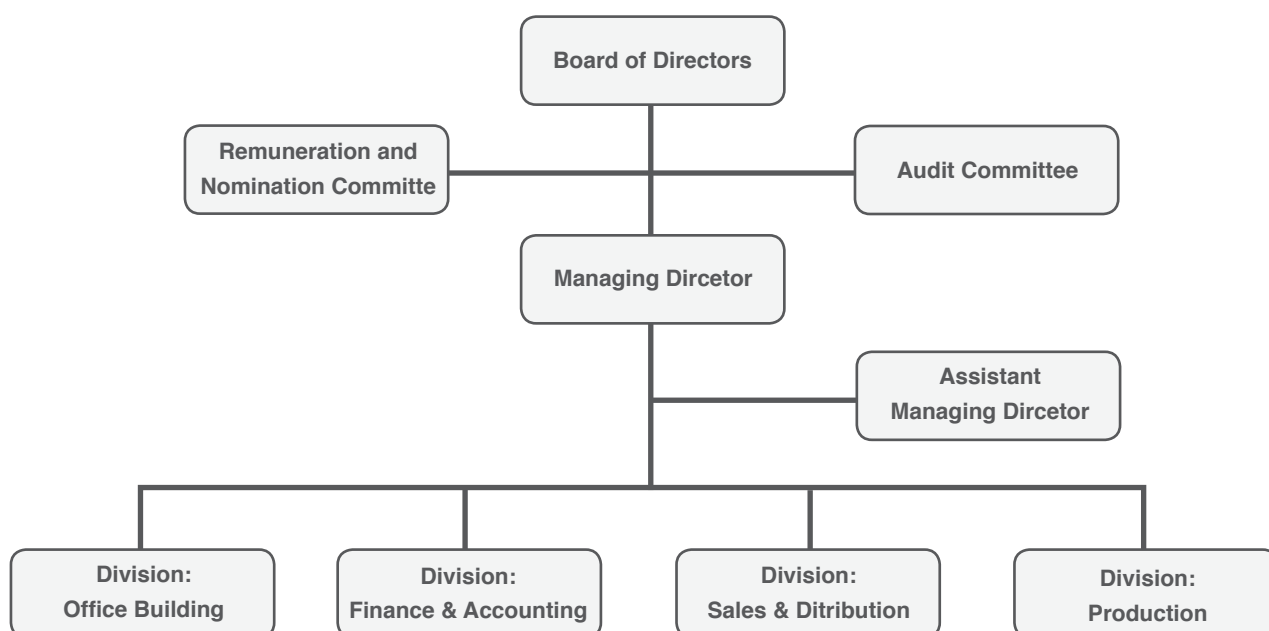 Board of Directors
Remuneration and
Nomination Committe
Audit Committee
Managing Dircetor
Assistant
Managing Dircetor
Division:
Office Building
Division:
Finance & Accounting
Division:
Sales & Ditribution
Division:
Production